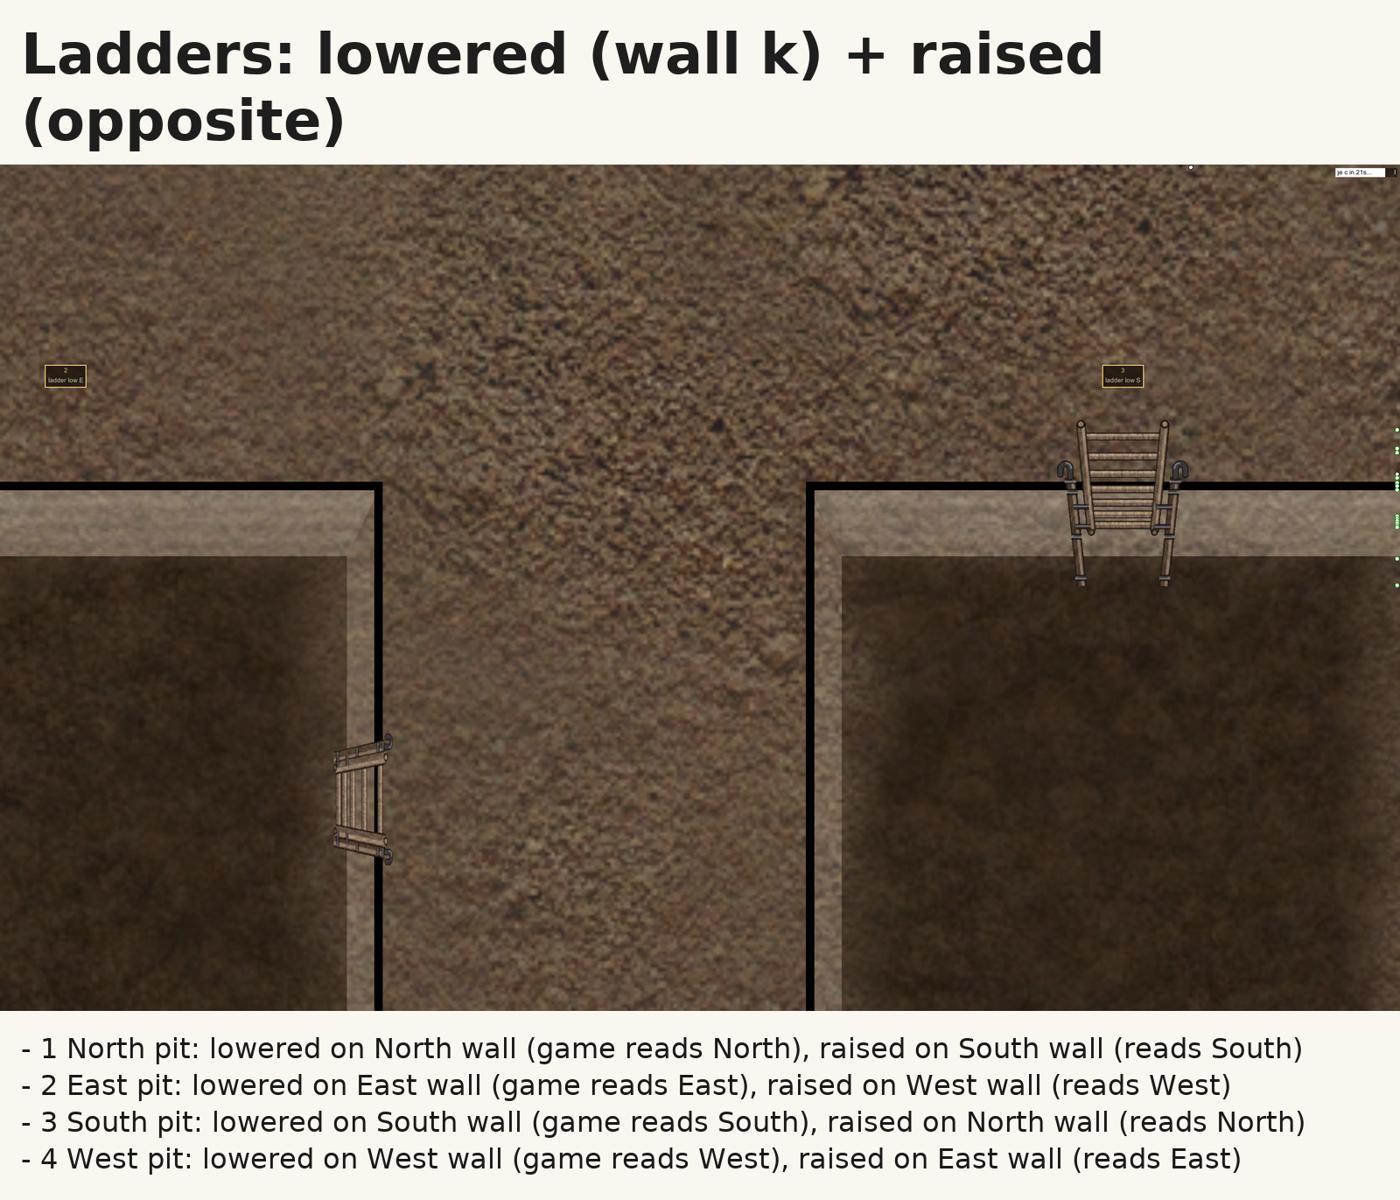 Ladders: lowered (wall k) + raised
(opposite)
je c in 21s...
2
ladder low E
3
ladder low S
- 1 North pit: lowered on North wall (game reads North), raised on South wall (reads South)
- 2 East pit: lowered on East wall (game reads East), raised on West wall (reads West)
- 3 South pit: lowered on South wall (game reads South), raised on North wall (reads North)
- 4 West pit: lowered on West wall (game reads West), raised on East wall (reads East)